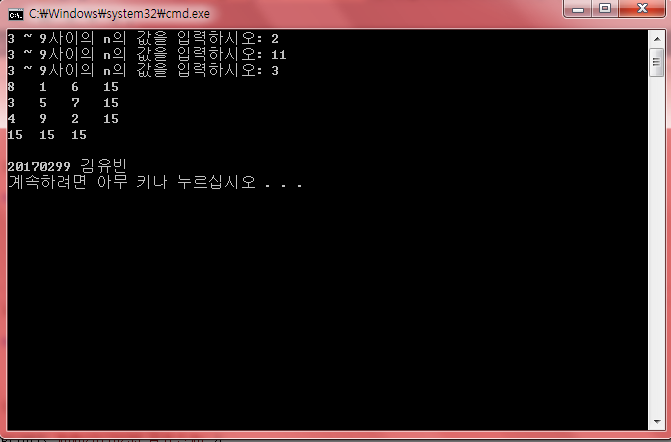 C:\Windows\system32\cmd.exe
3 ~ 9사이의 n의 값을 입력하시오: 2
3 ~ 9사이의 n의 값을 입력하시오: 11
3 ~ 9사이의 n의 값을 입력하시오: 3
8 1 6 15
3 5 7 15
4 9 2 15
15 15 15
20170299 김유빈
계속하려면 아무 키나 누르십시오 . . .